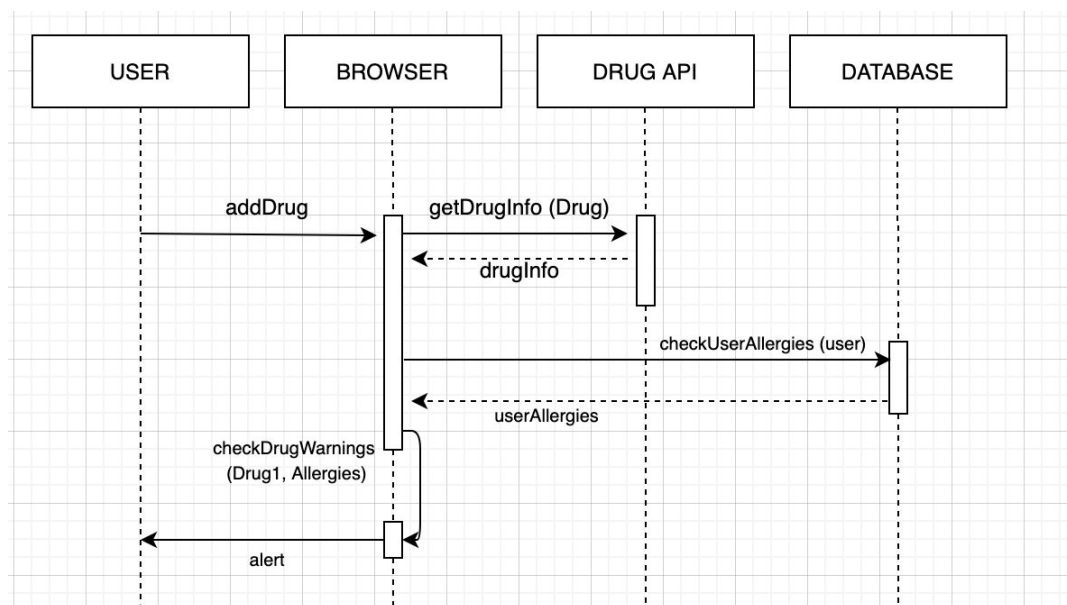 USER
BROWSER
DRUG API
DATABASE
addDrug
getDrugInfo (Drug)
drugInfo
checkUserAllergies (user)
userAllergies
checkDrugWarnings
(Drug1, Allergies)
alert